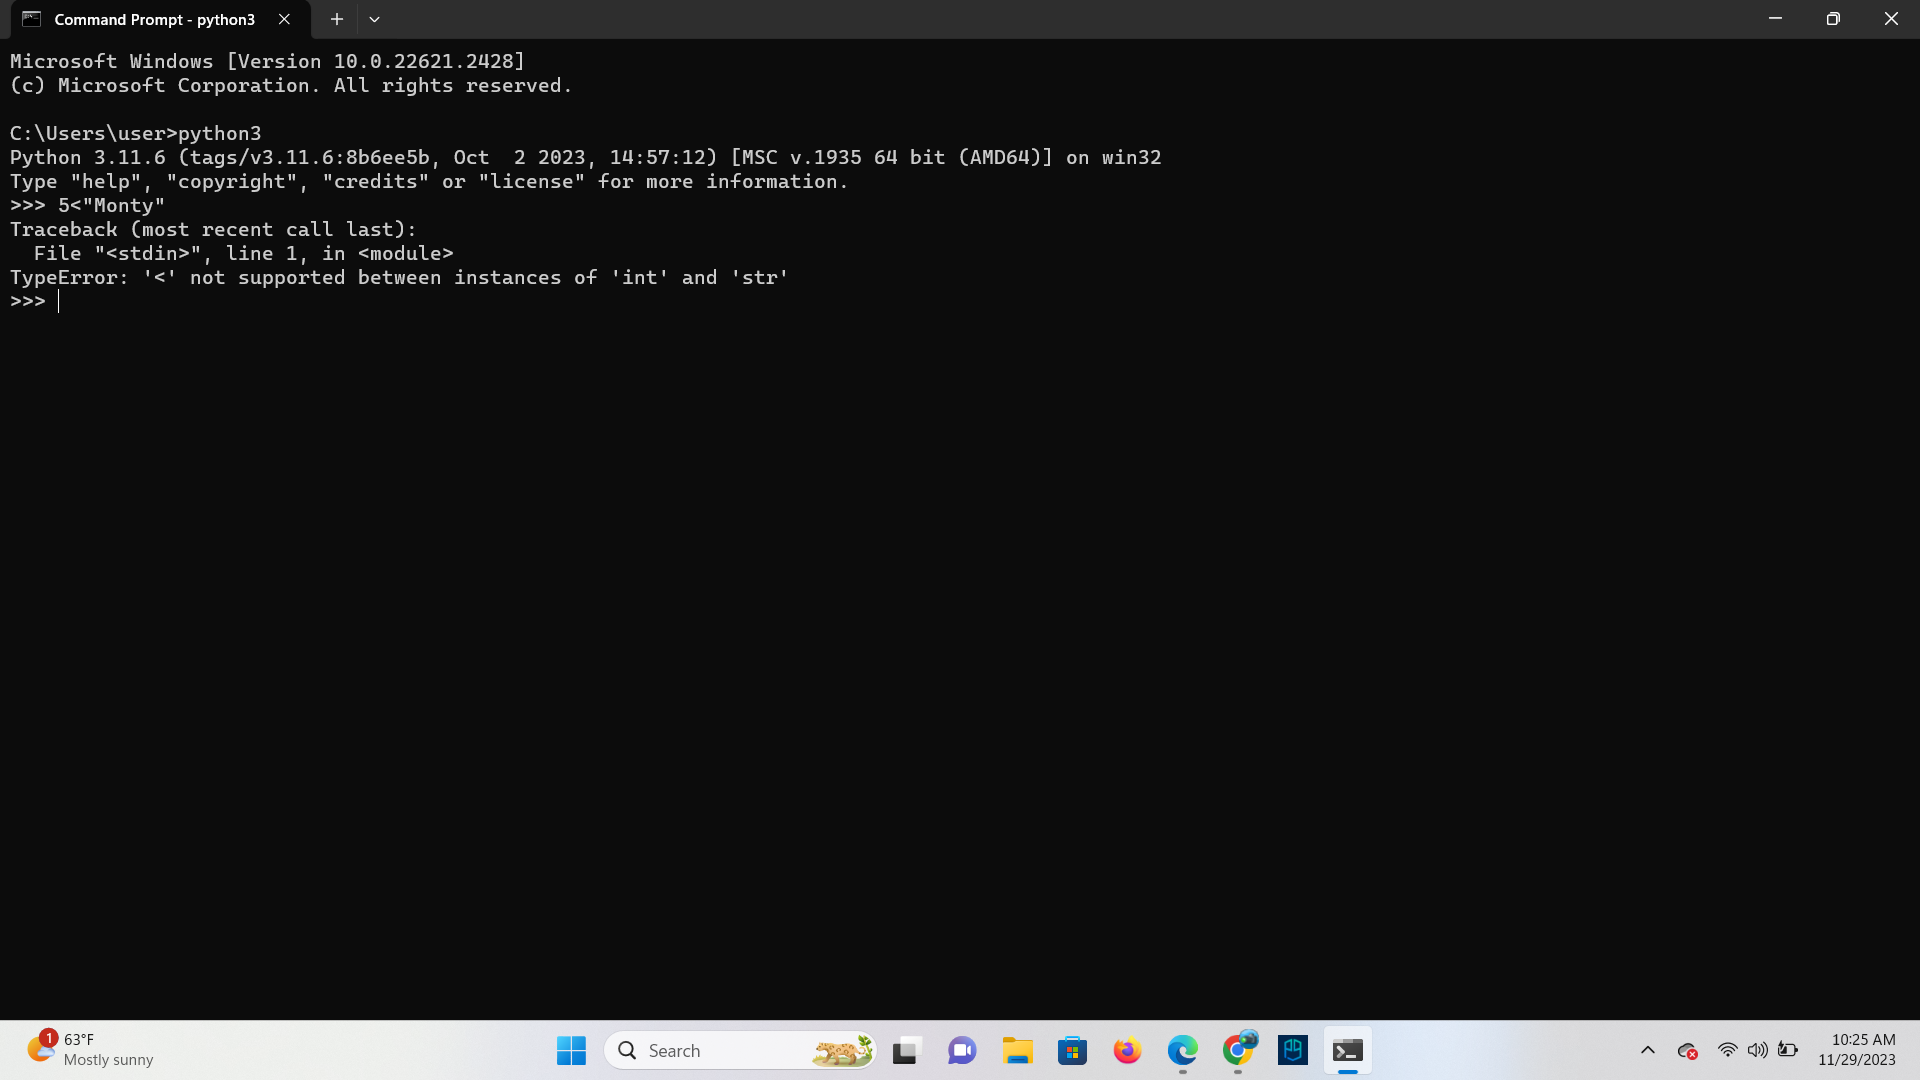 Command Prompt - python3
Microsoft Windows [Version 10.0.22621.2428]
(c) Microsoft Corporation. All rights reserved.
C:\Users\user>python3
Python 3.11.6 (tags/v3.11.6:8b6ee5b, Oct  2 2023, 14:57:12) [MSC v.1935 64 bit (AMD64)] on win32
Type "help", "copyright", "credits" or "license" for more information.
>>> 5<"Monty"
Traceback (most recent call last):
  File "<stdin>", line 1, in <module>
TypeError: '<' not supported between instances of 'int' and 'str'
>>>
1
63°F
Mostly sunny
Search
10:25 AM
11/29/2023